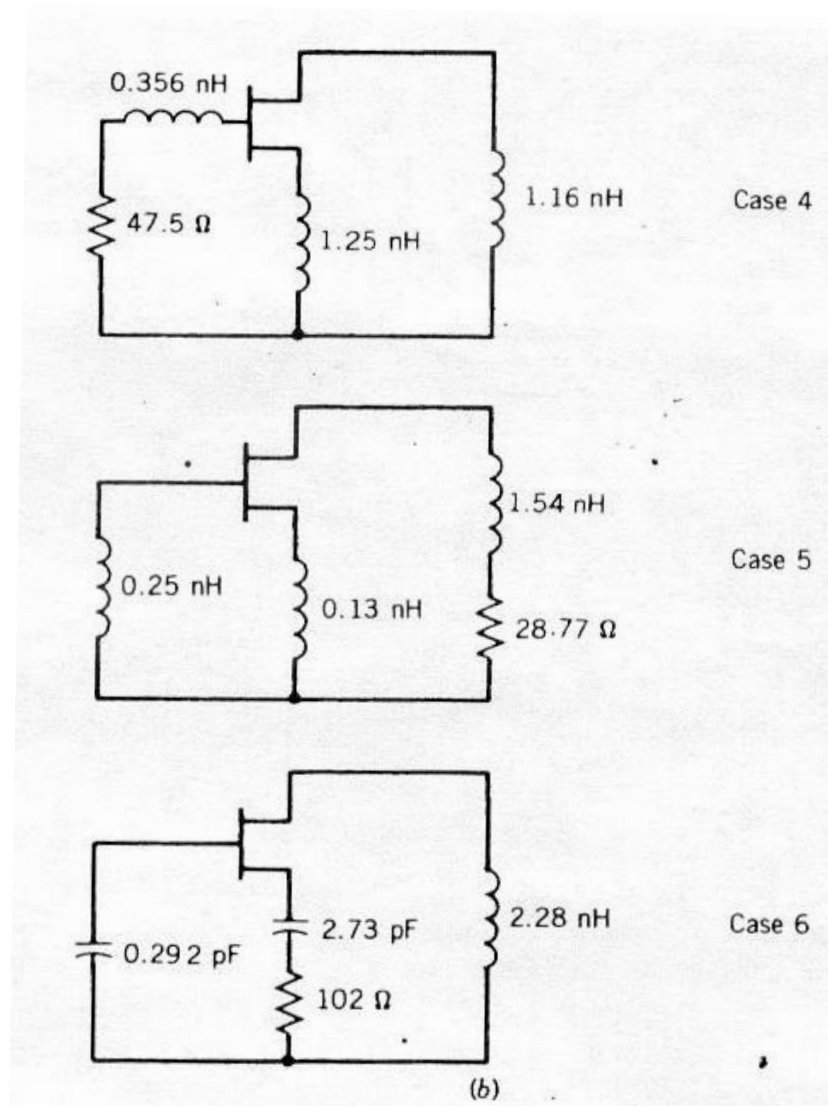 0.356 nH
47.5 Ω
1.25 nH
1.16 nH
Case 4
0.25 nH
0.13 nH
1.54 nH
28.77 Ω
Case 5
0.292 pF
2.73 pF
102 Ω
2.28 nH
Case 6
(b)